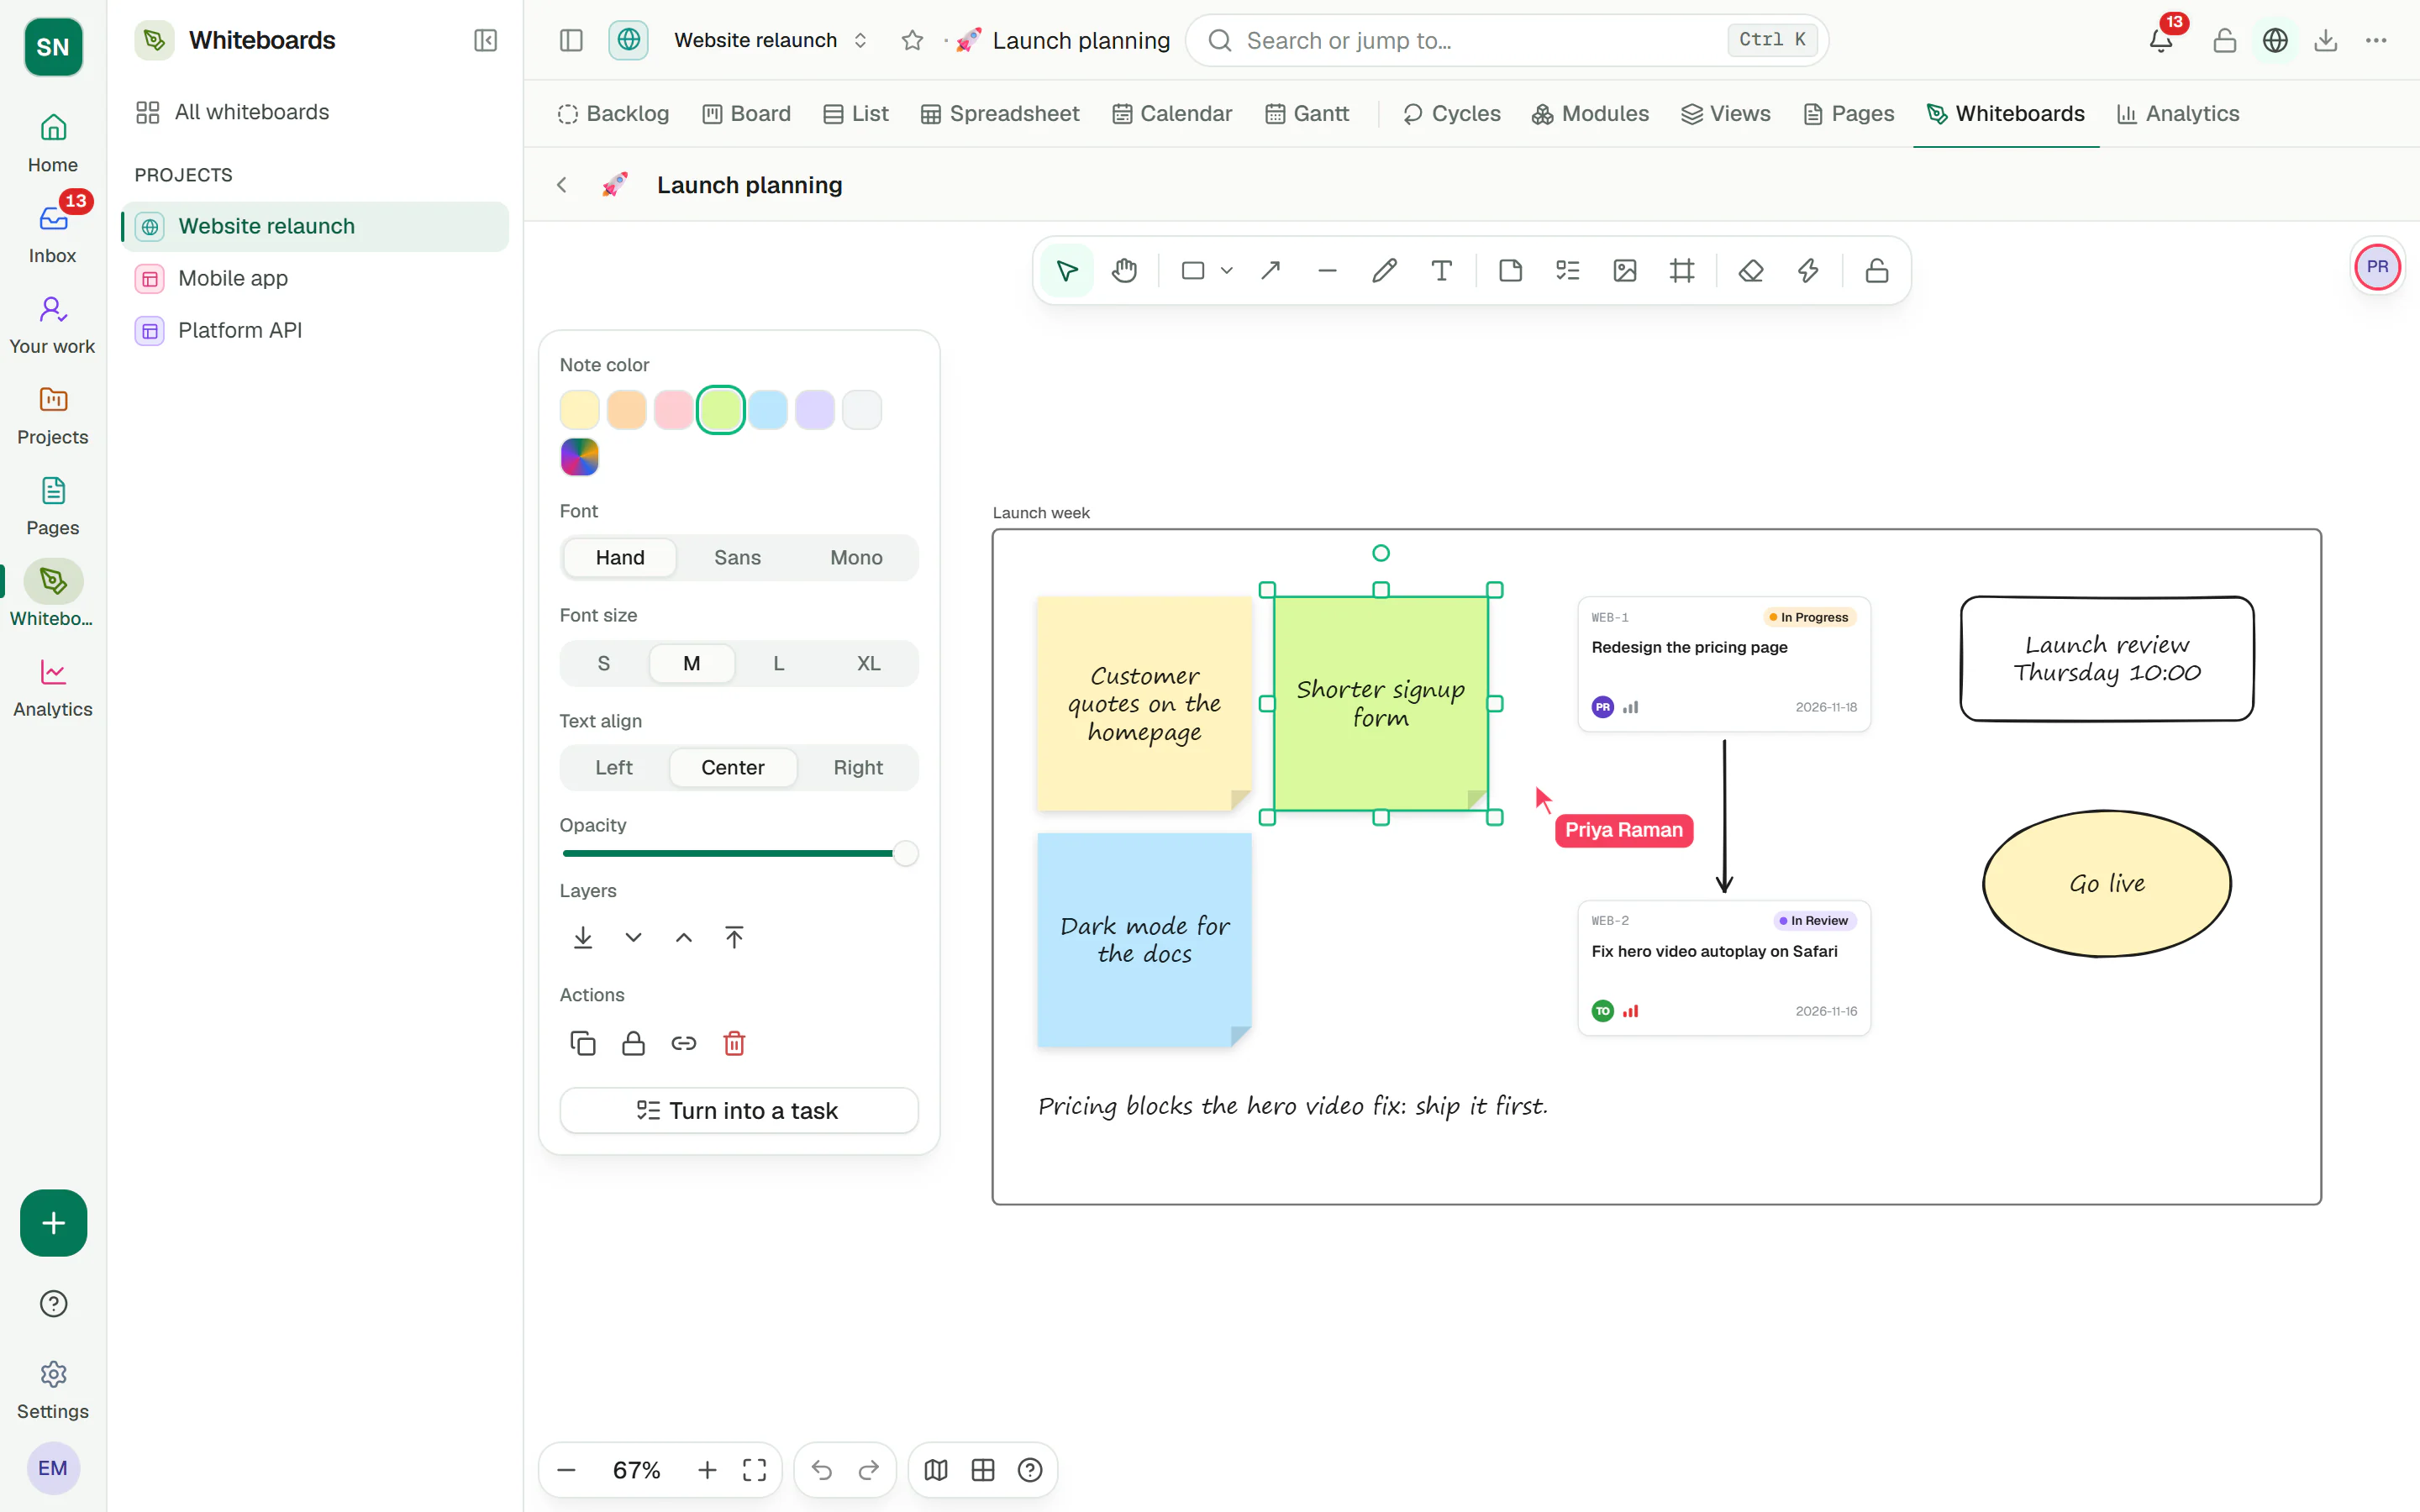 SN
Home
13
Inbox
Your work
Projects
Pages
Whitebo...
Analytics
Settings
EM
Whiteboards
All whiteboards
PROJECTS
Website relaunch
Mobile app
Platform API
Website relaunch
· 🚀 Launch planning
Search or jump to...
Ctrl K
13
Backlog
Board
List
Spreadsheet
Calendar
Gantt
Cycles
Modules
Views
Pages
Whiteboards
Analytics
🚀 Launch planning
PR
Note color
Font
Hand Sans Mono
Font size
S M L XL
Text align
Left Center Right
Opacity
Layers
Actions
Turn into a task
Launch week
Customer
quotes on the
homepage
Shorter signup
form
Dark mode for
the docs
Priya Raman
WEB-1 In Progress
Redesign the pricing page
PR 2026-11-18
WEB-2 In Review
Fix hero video autoplay on Safari
TO 2026-11-16
Launch review
Thursday 10:00
Go live
Pricing blocks the hero video fix: ship it first.
67%